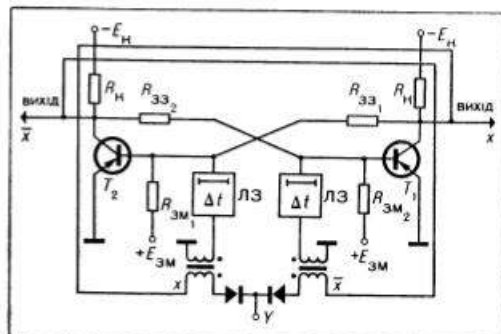 −Eн −Eн
Rн Rзз₂ Rзз₁ Rн
вихід вихід
x̄ x
T₂ T₁
Rзм₁ Δt ЛЗ Δt ЛЗ Rзм₂
+Eзм +Eзм
x x̄
Y